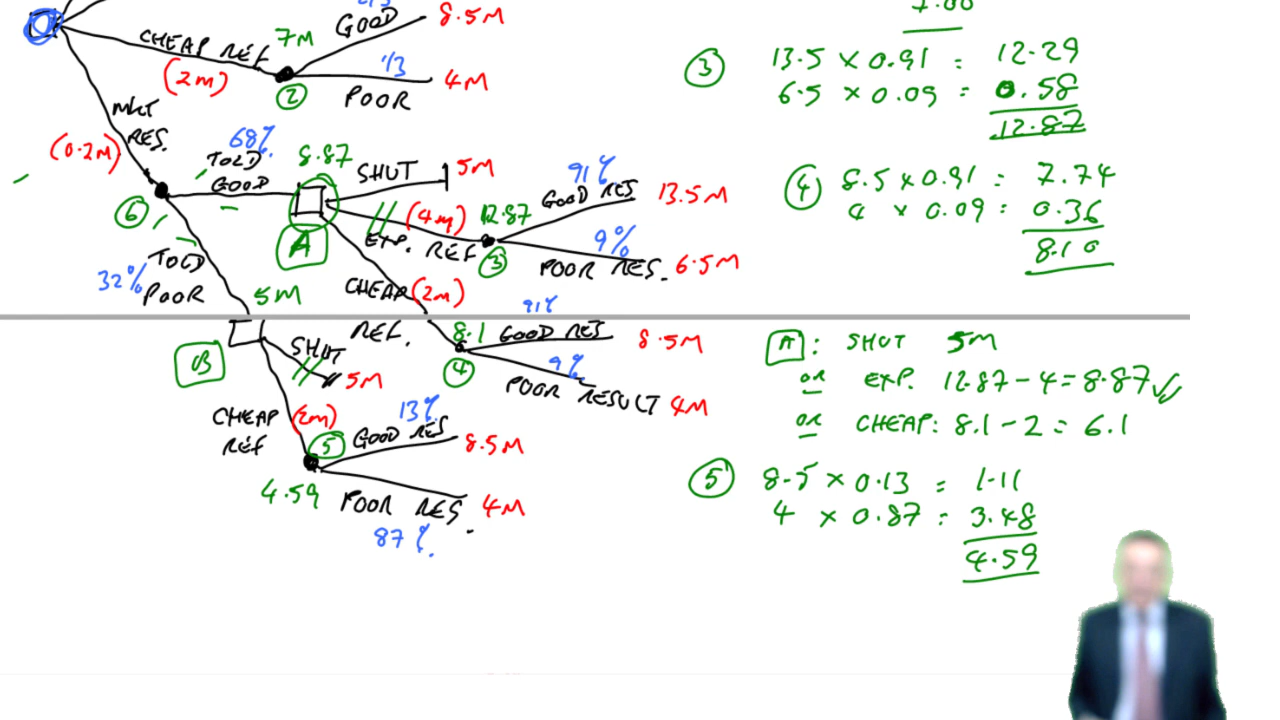 7.00
GOOD
8.5M
CHEAP REF
7M
(2m)
1/3
4M
②
POOR
③ 13.5 × 0.91 = 12.29
6.5 × 0.09 = 0.58
12.87
MKT
RES.
(0.2M)
68%
TOLD
GOOD
8.87
SHUT
5M
91%
GOOD RES
13.5M
⑥
A
(4m)
EXP. REF
12.87
③
9%
POOR RES.
6.5M
④ 8.5 × 0.91 = 7.74
4 × 0.09 = 0.36
8.10
32%
TOLD
POOR
5M
CHEAP
REF.
(2m)
91%
8.1
GOOD RES
8.5M
④
9%
POOR RESULT
4M
B
SHUT
5M
CHEAP
REF
(2m)
13%
⑤
GOOD RES
8.5M
4.59
POOR RES.
4M
87%.
A: SHUT 5M
OR EXP. 12.87 - 4 = 8.87 ✓
OR CHEAP: 8.1 - 2 = 6.1
⑤ 8.5 × 0.13 = 1.11
4 × 0.87 = 3.48
4.59